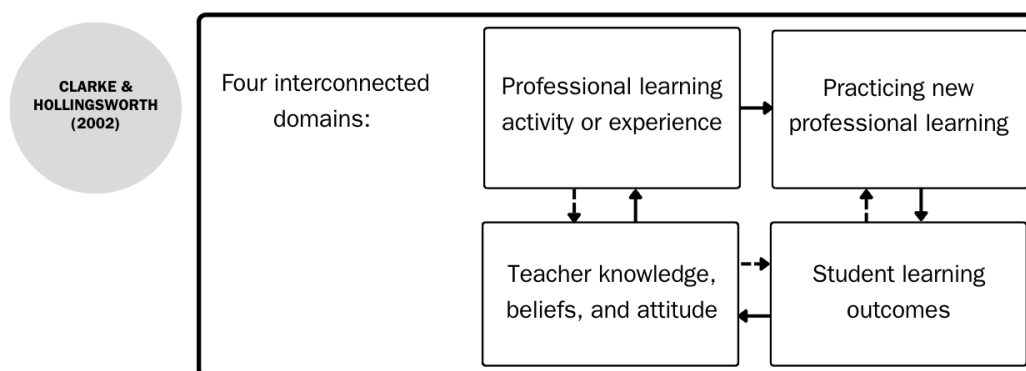 CLARKE &
HOLLINGSWORTH
(2002)
Four interconnected
domains:
Professional learning
activity or experience
Practicing new
professional learning
Teacher knowledge,
beliefs, and attitude
Student learning
outcomes